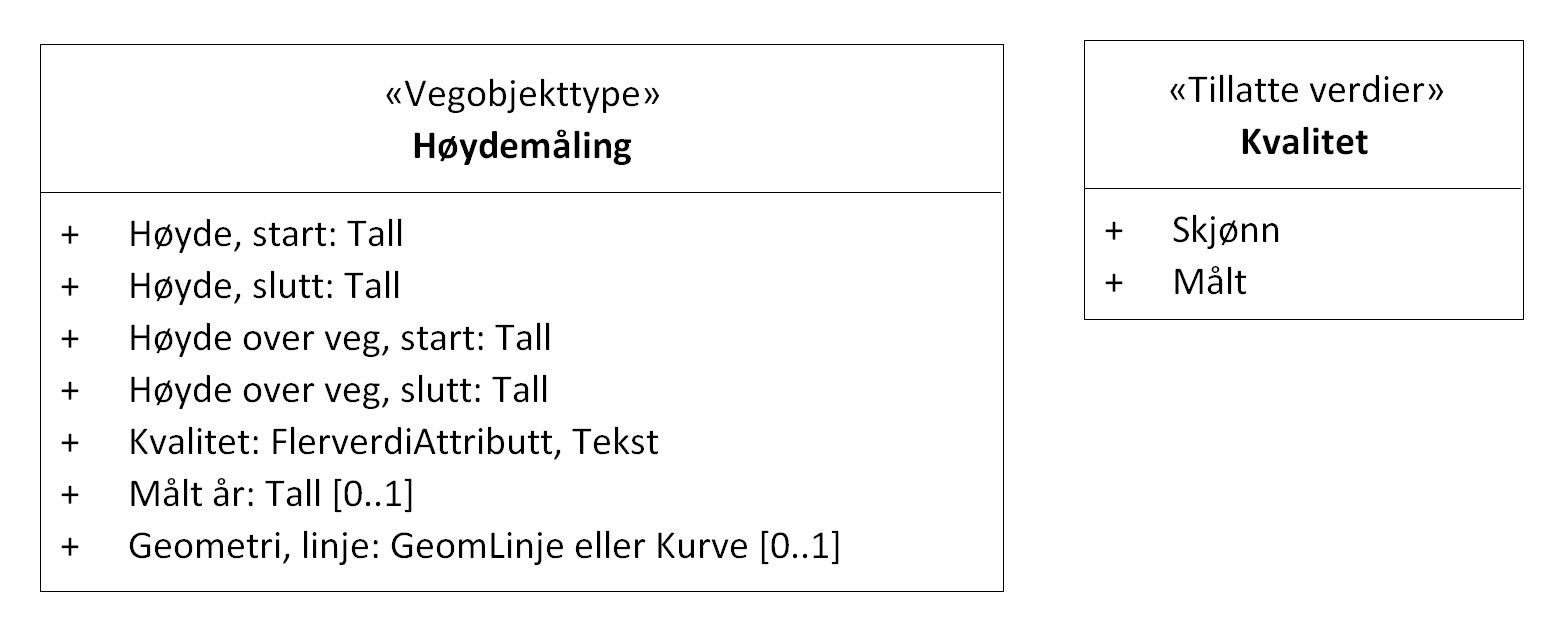 «Vegobjekttype»
Høydemåling
+ Høyde, start: Tall
+ Høyde, slutt: Tall
+ Høyde over veg, start: Tall
+ Høyde over veg, slutt: Tall
+ Kvalitet: FlerverdiAttributt, Tekst
+ Målt år: Tall [0..1]
+ Geometri, linje: GeomLinje eller Kurve [0..1]
«Tillatte verdier»
Kvalitet
+ Skjønn
+ Målt